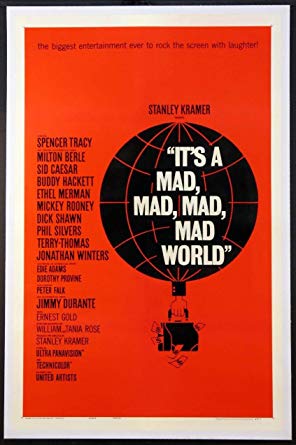 the biggest entertainment ever to rock the screen with laughter!
STANLEY KRAMER
"IT'S A
MAD,
MAD, MAD,
MAD
WORLD"
SPENCER TRACY
MILTON BERLE
SID CAESAR
BUDDY HACKETT
ETHEL MERMAN
MICKEY ROONEY
DICK SHAWN
PHIL SILVERS
TERRY-THOMAS
JONATHAN WINTERS
EDIE ADAMS
DOROTHY PROVINE
PETER FALK
JIMMY DURANTE
ERNEST GOLD
WILLIAM and TANIA ROSE
STANLEY KRAMER
ULTRA PANAVISION
TECHNICOLOR
UNITED ARTISTS